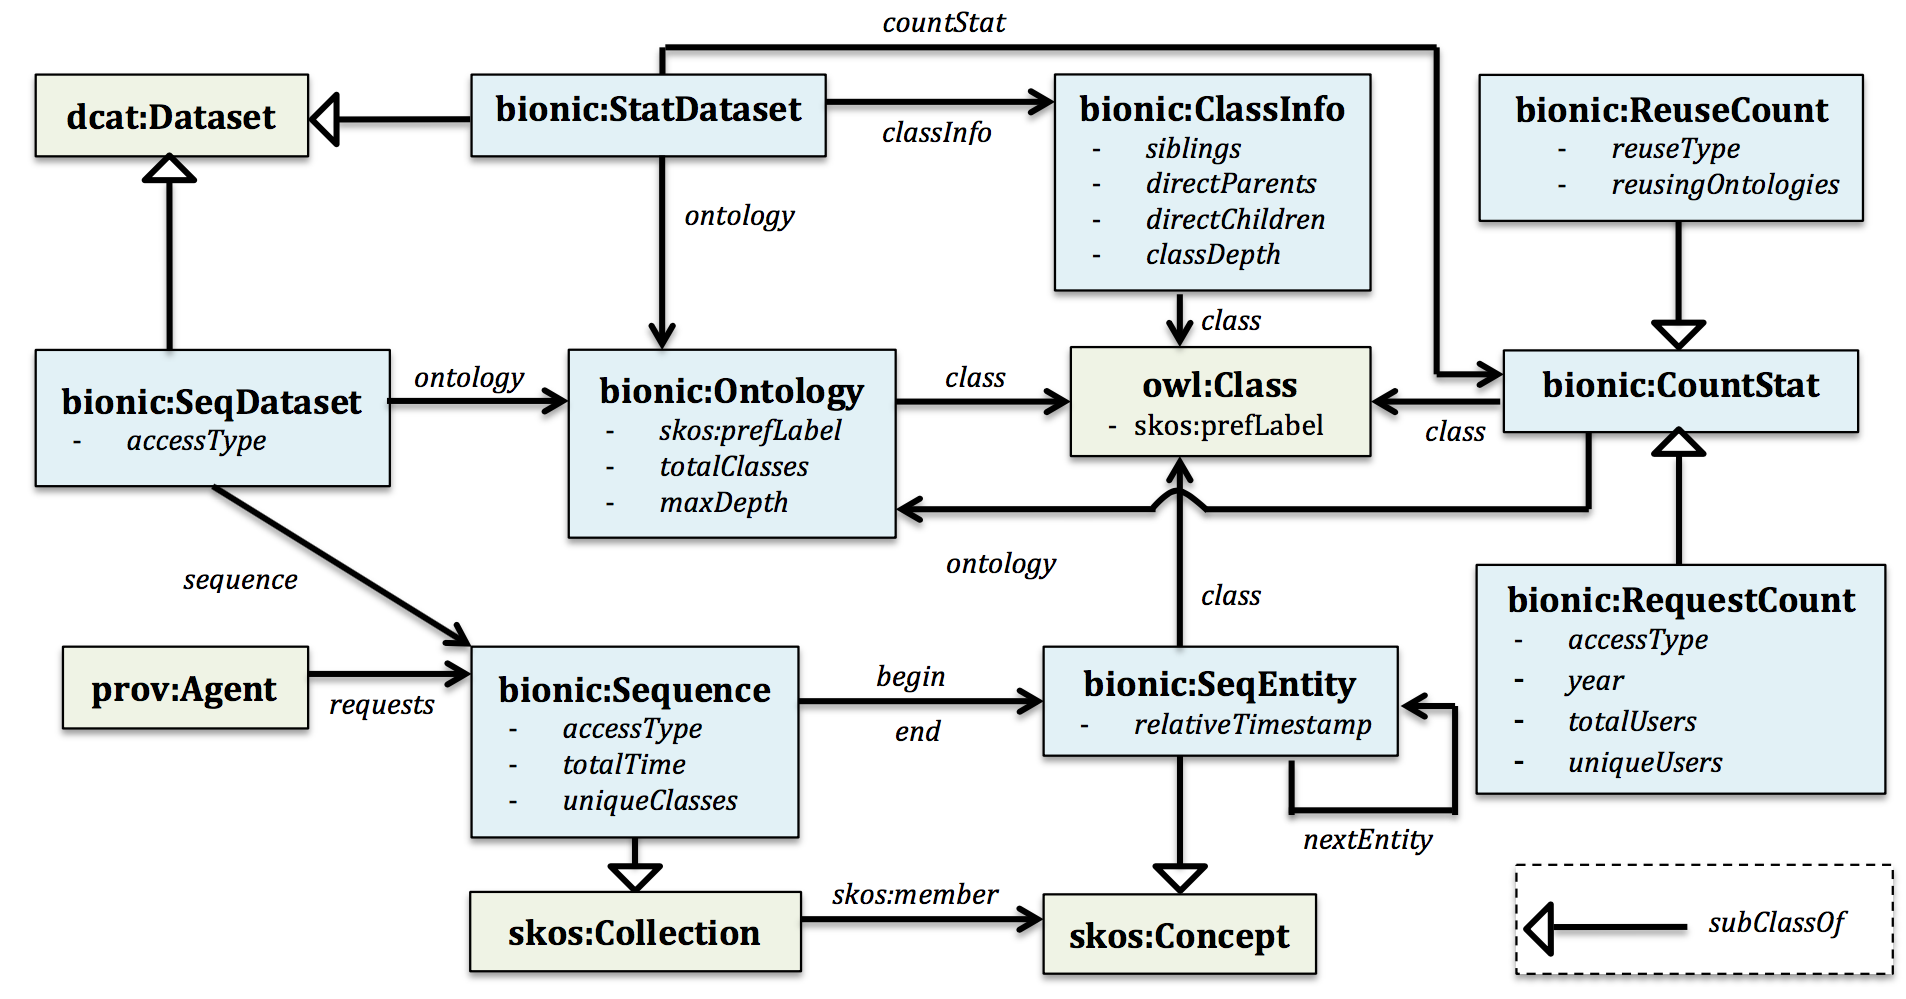 countStat
dcat:Dataset
bionic:StatDataset
classInfo
bionic:ClassInfo
- siblings
- directParents
- directChildren
- classDepth
bionic:ReuseCount
- reuseType
- reusingOntologies
ontology
class
bionic:SeqDataset
- accessType
ontology
bionic:Ontology
- skos:prefLabel
- totalClasses
- maxDepth
class
owl:Class
- skos:prefLabel
class
bionic:CountStat
ontology
class
sequence
bionic:RequestCount
- accessType
- year
- totalUsers
- uniqueUsers
prov:Agent
requests
bionic:Sequence
- accessType
- totalTime
- uniqueClasses
begin
end
bionic:SeqEntity
- relativeTimestamp
nextEntity
skos:Collection
skos:member
skos:Concept
subClassOf